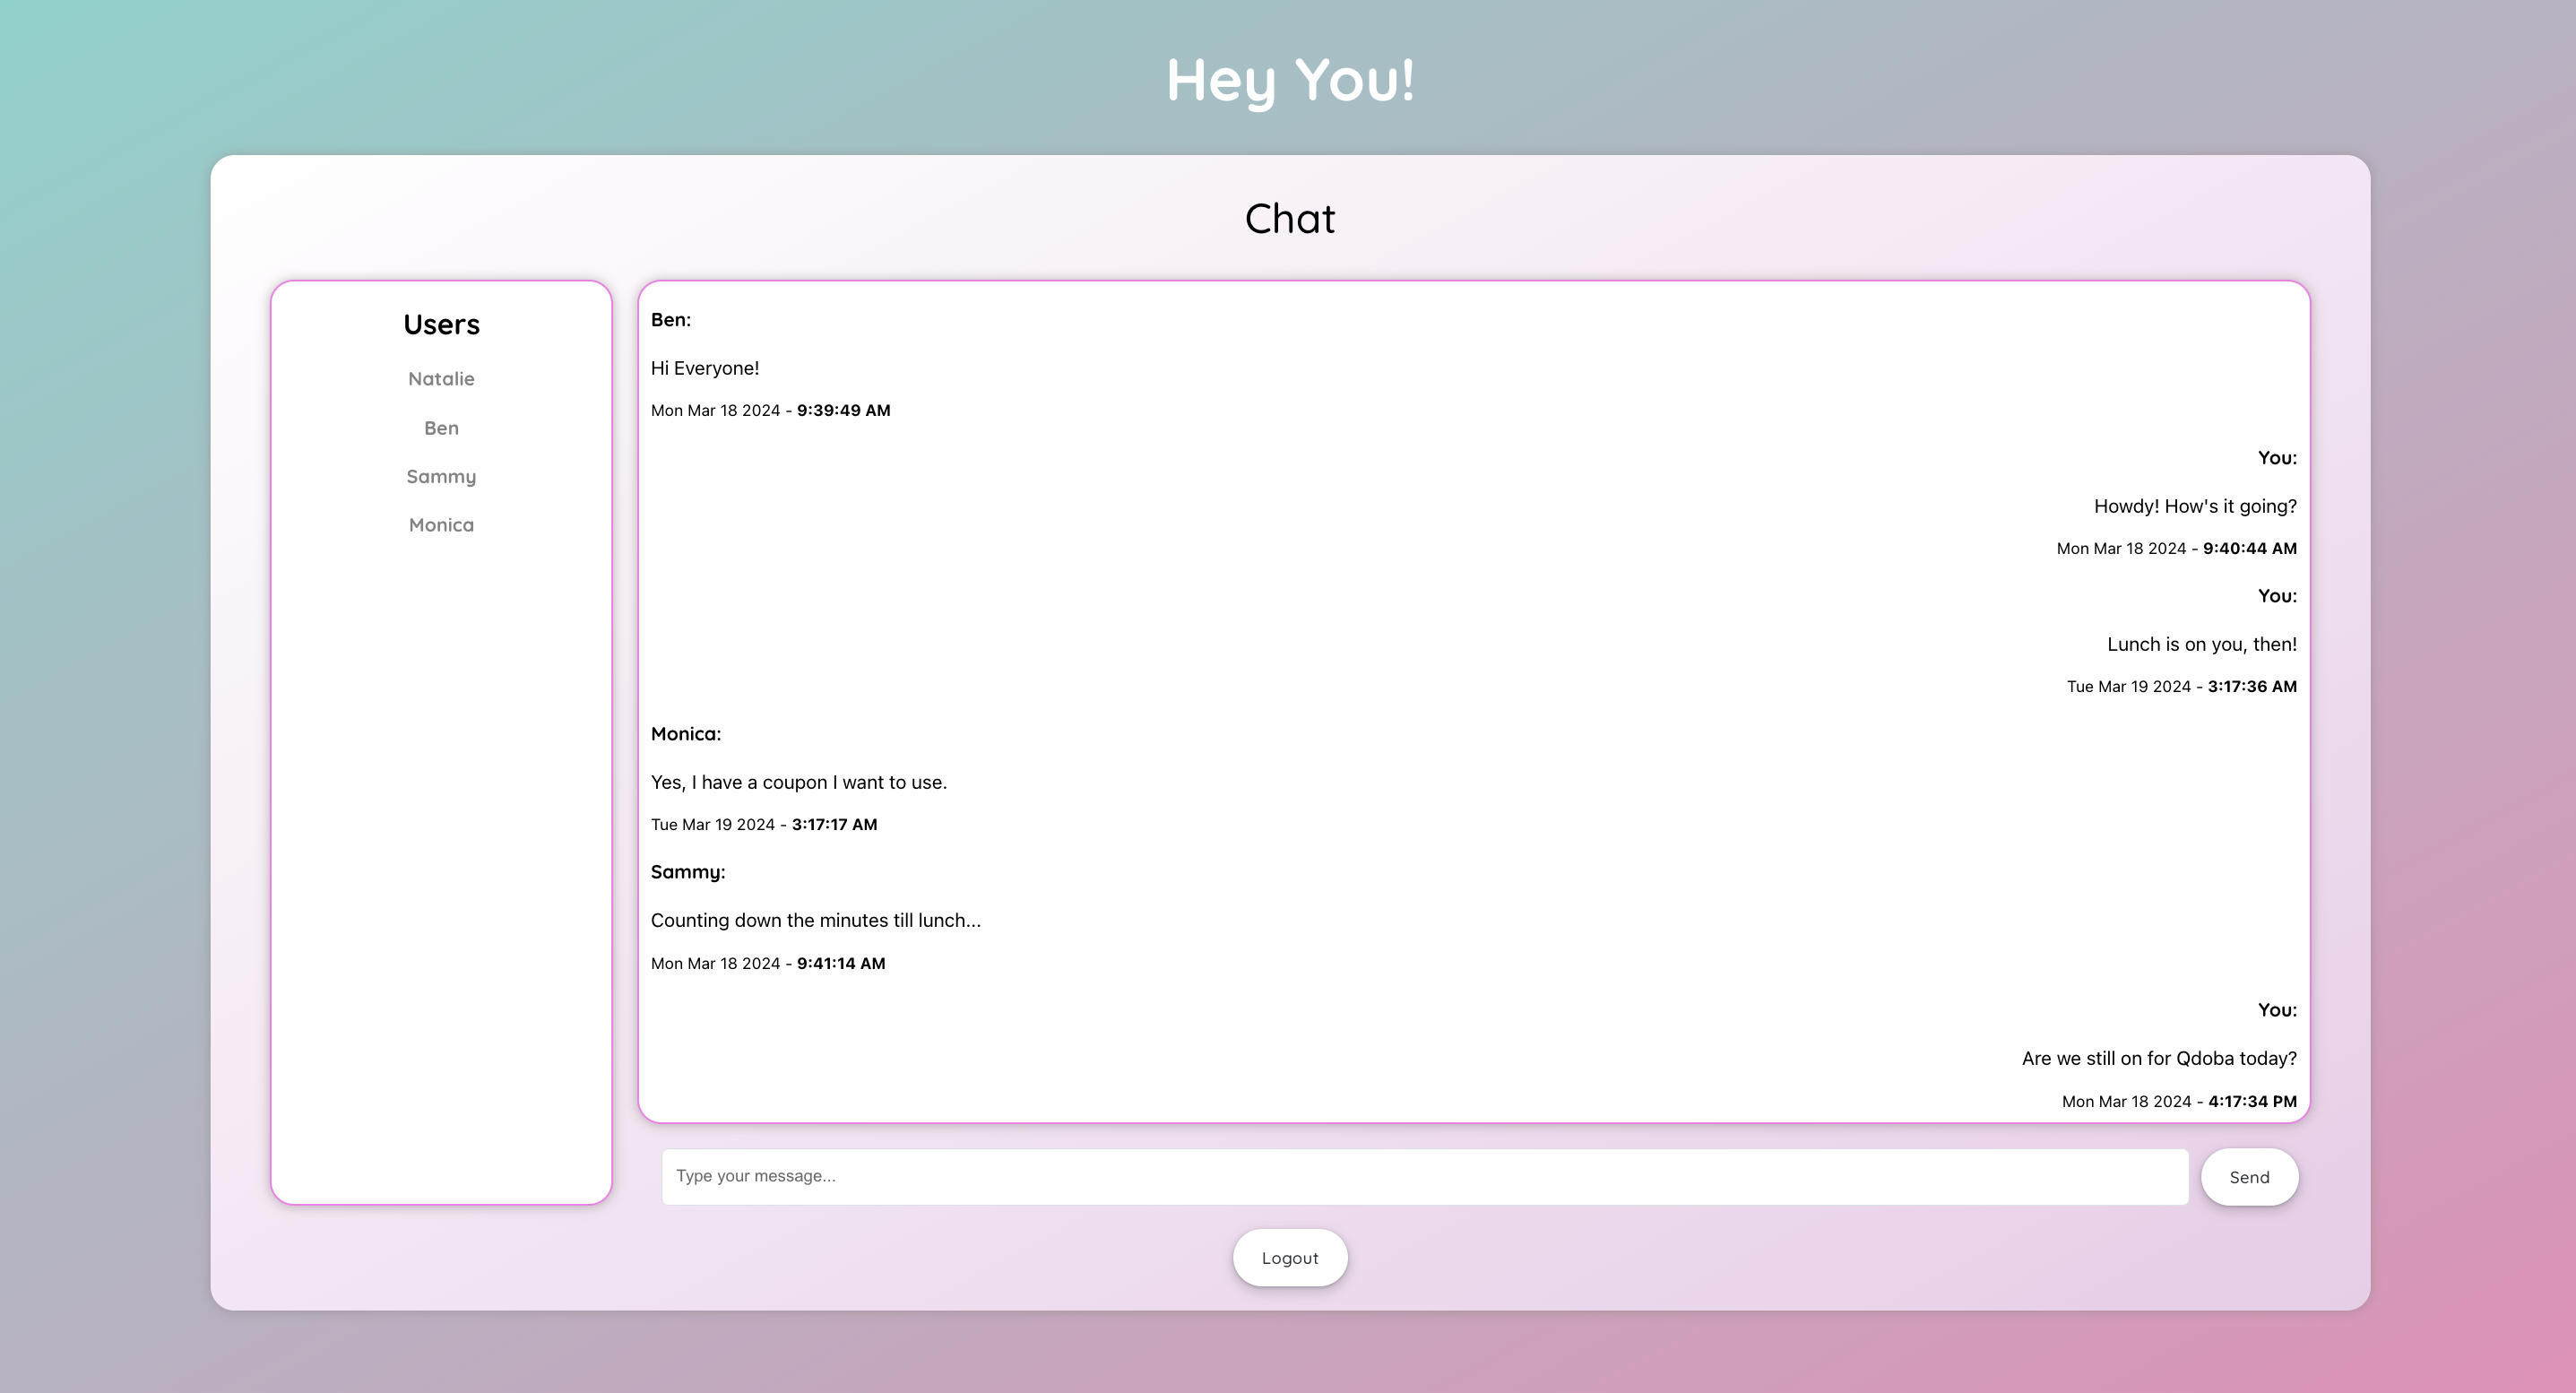 Hey You!
Chat
Users
Natalie
Ben
Sammy
Monica
Ben:
Hi Everyone!
Mon Mar 18 2024 - 9:39:49 AM
You:
Howdy! How's it going?
Mon Mar 18 2024 - 9:40:44 AM
You:
Lunch is on you, then!
Tue Mar 19 2024 - 3:17:36 AM
Monica:
Yes, I have a coupon I want to use.
Tue Mar 19 2024 - 3:17:17 AM
Sammy:
Counting down the minutes till lunch...
Mon Mar 18 2024 - 9:41:14 AM
You:
Are we still on for Qdoba today?
Mon Mar 18 2024 - 4:17:34 PM
Type your message...
Send
Logout